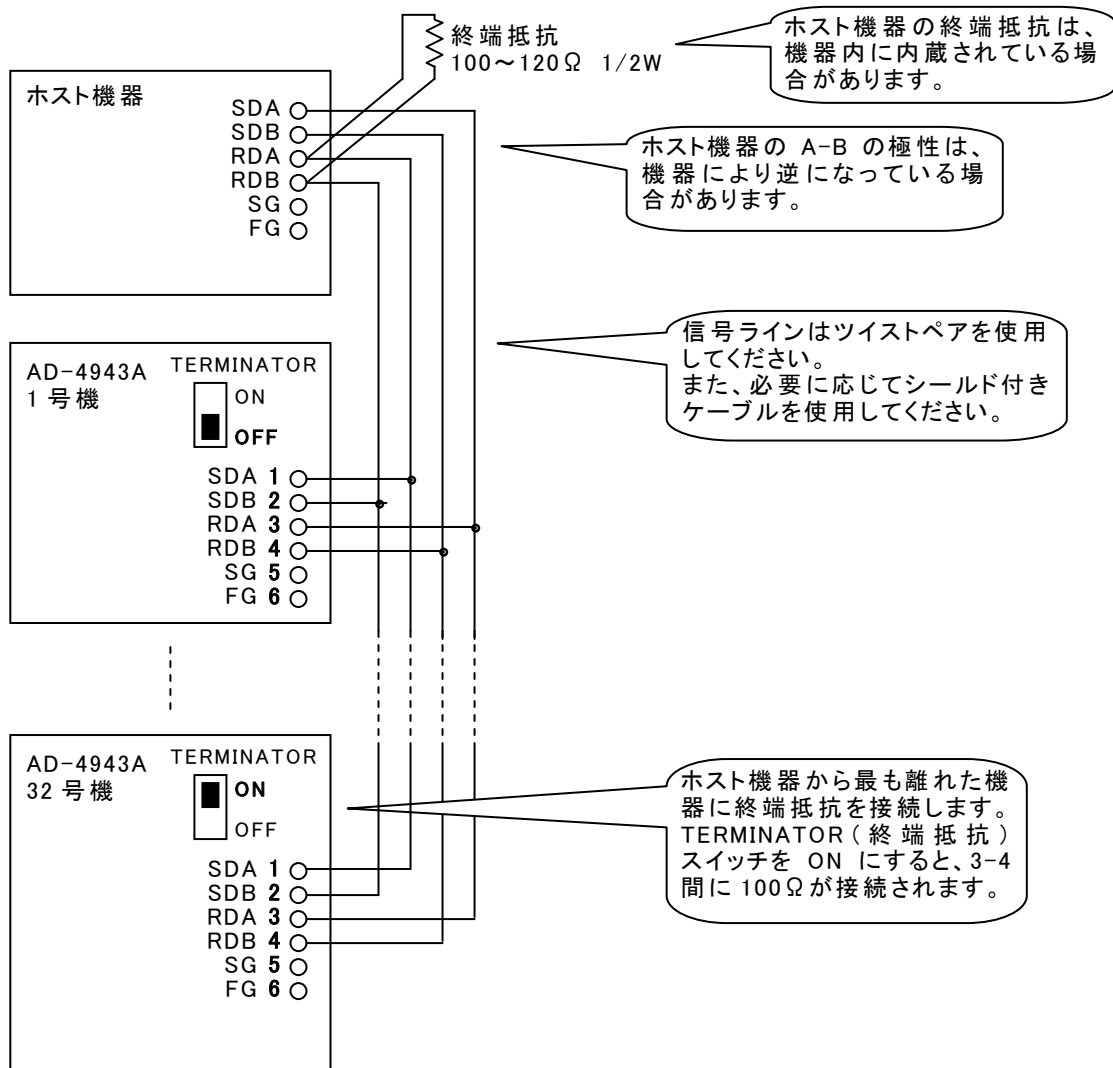 終端抵抗
100～120Ω 1/2W
ホスト機器の終端抵抗は、
機器内に内蔵されている場
合があります。
ホスト機器
SDA
SDB
RDA
RDB
SG
FG
ホスト機器の A-B の極性は、
機器により逆になっている場
合があります。
信号ラインはツイストペアを使用
してください。
また、必要に応じてシールド付き
ケーブルを使用してください。
AD-4943A
1号機
TERMINATOR
ON
OFF
SDA 1
SDB 2
RDA 3
RDB 4
SG 5
FG 6
AD-4943A
32号機
TERMINATOR
ON
OFF
SDA 1
SDB 2
RDA 3
RDB 4
SG 5
FG 6
ホスト機器から最も離れた機
器に終端抵抗を接続します。
TERMINATOR(終端抵抗)
スイッチを ON にすると、3-4
間に 100Ωが接続されます。